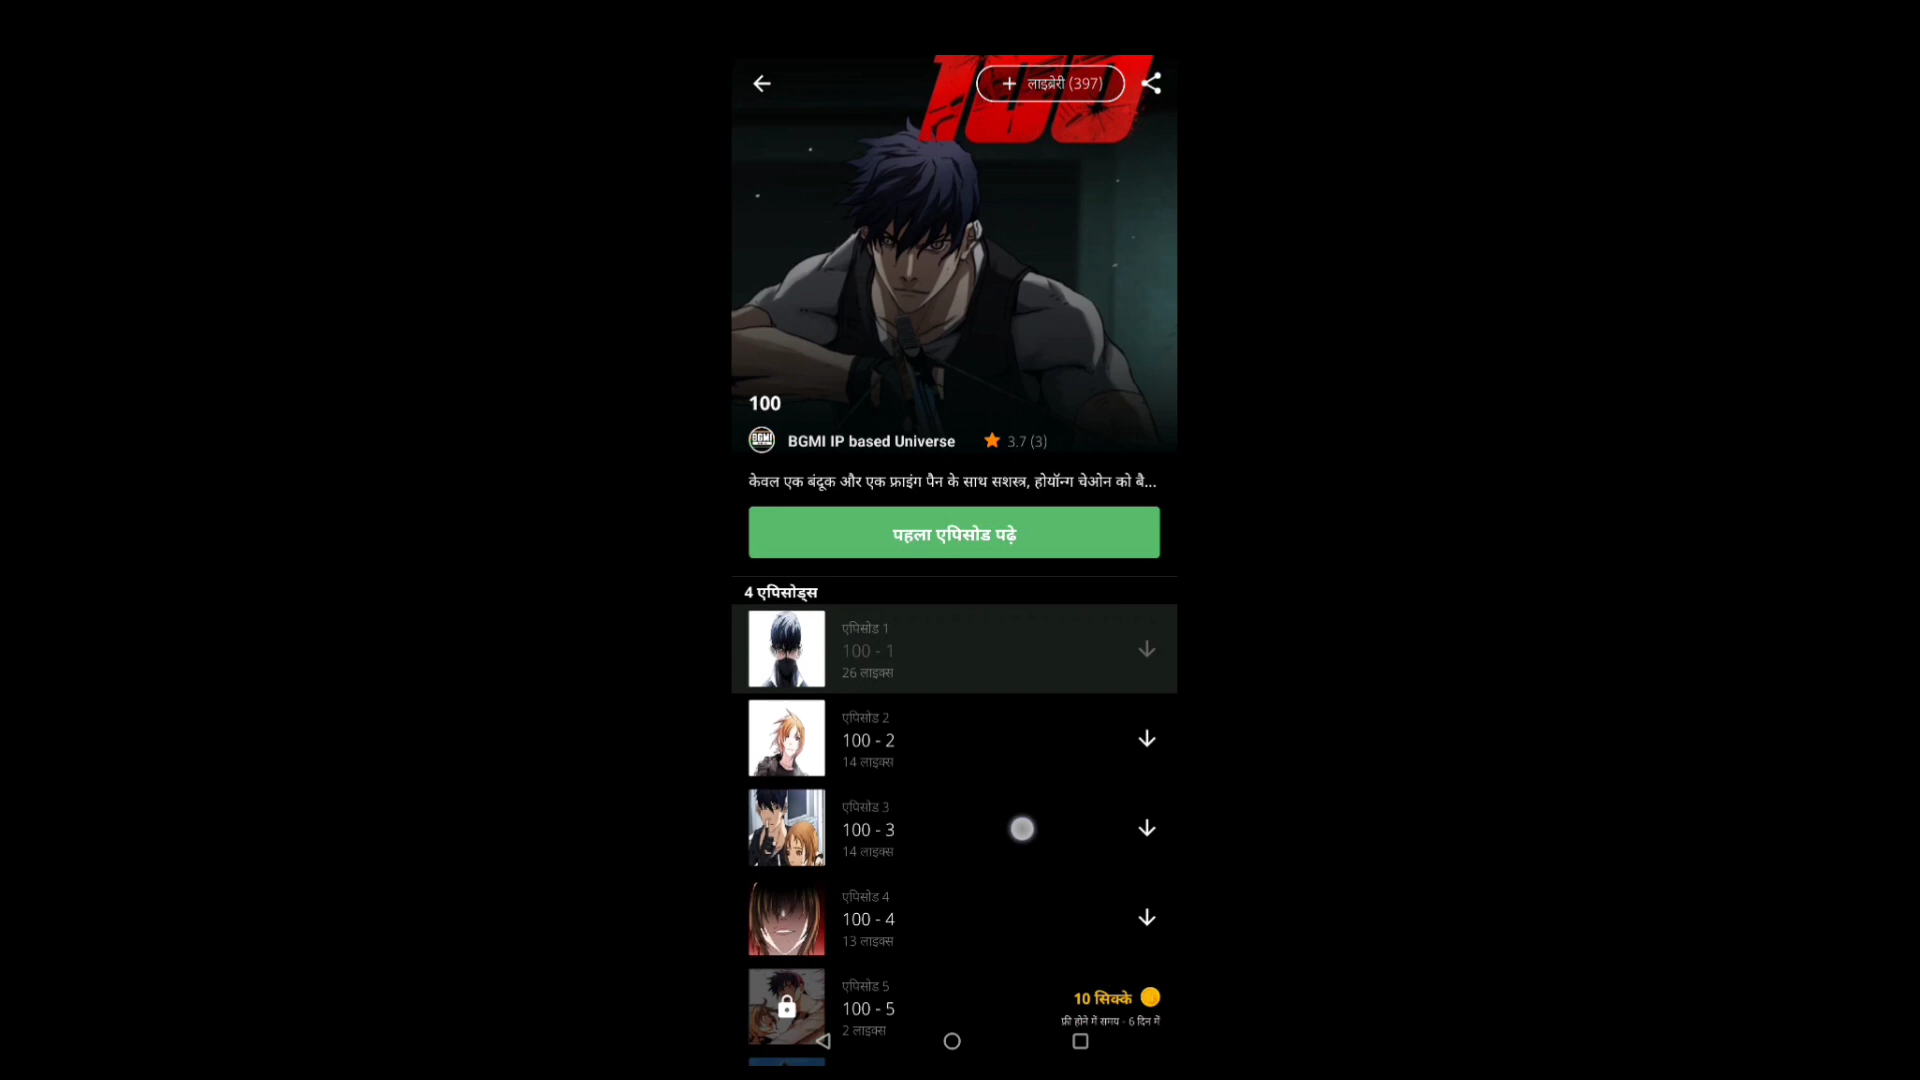 100
+ लाइब्रेरी (397)
100
BGMI
BGMI IP based Universe
3.7 (3)
केवल एक बंदूक और एक फ्राइंग पैन के साथ सशस्त्र, होयॉन्ग चेओन को बै...
पहला एपिसोड पढ़े
4 एपिसोड्स
एपिसोड 1
100 - 1
26 लाइक्स
एपिसोड 2
100 - 2
14 लाइक्स
एपिसोड 3
100 - 3
14 लाइक्स
एपिसोड 4
100 - 4
13 लाइक्स
एपिसोड 5
100 - 5
2 लाइक्स
10 सिक्के
फ्री होने में समय - 6 दिन में